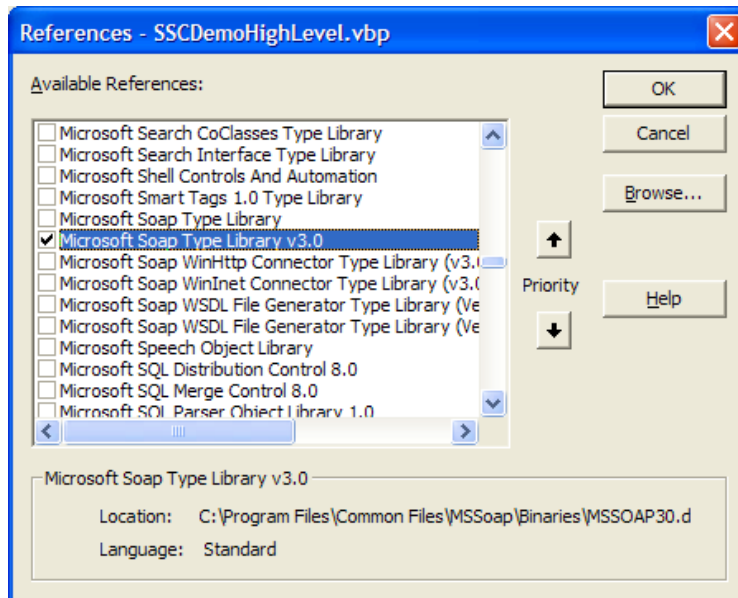 References - SSCDemoHighLevel.vbp
Available References:
OK
Microsoft Search CoClasses Type Library
Cancel
Microsoft Search Interface Type Library
Microsoft Shell Controls And Automation
Microsoft Smart Tags 1.0 Type Library
Browse...
Microsoft Soap Type Library
Microsoft Soap Type Library v3.0
Microsoft Soap WinHttp Connector Type Library (v3.
Microsoft Soap WinInet Connector Type Library (v3.0
Priority
Microsoft Soap WSDL File Generator Type Library (Ve
Help
Microsoft Soap WSDL File Generator Type Library (Ve
Microsoft Speech Object Library
Microsoft SQL Distribution Control 8.0
Microsoft SQL Merge Control 8.0
Microsoft SQL Parser Object Library 1.0
Microsoft Soap Type Library v3.0
Location: C:\Program Files\Common Files\MSSoap\Binaries\MSSOAP30.d
Language: Standard